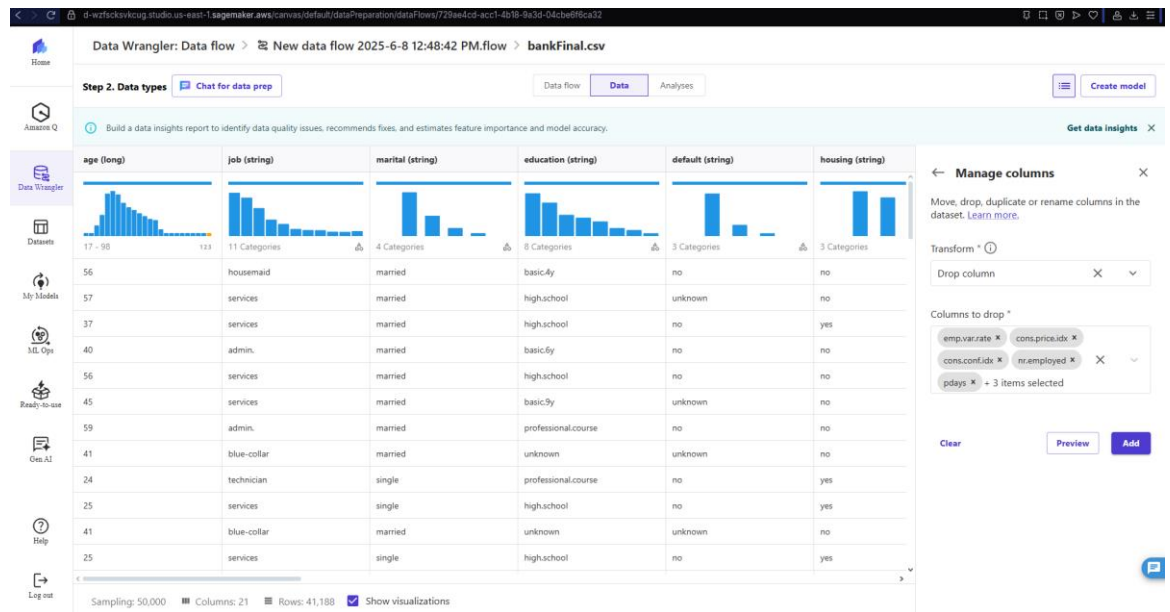 d-wzfscksvkcug.studio.us-east-1.sagemaker.aws/canvas/default/dataPreparation/dataFlows/729ae4cd-acc1-4b18-9a3d-04cbe6f6ca32
Home
Amazon Q
Data Wrangler
Datasets
My Models
ML Ops
Ready-to-use
Gen AI
Help
Log out
Data Wrangler: Data flow > New data flow 2025-6-8 12:48:42 PM.flow > bankFinal.csv
Step 2. Data types Chat for data prep Data flow Data Analyses Create model
Build a data insights report to identify data quality issues, recommends fixes, and estimates feature importance and model accuracy. Get data insights
age (long) job (string) marital (string) education (string) default (string) housing (string)
17 - 98 123 11 Categories 4 Categories 8 Categories 3 Categories 3 Categories
56 housemaid married basic.4y no no
57 services married high.school unknown no
37 services married high.school no yes
40 admin. married basic.6y no no
56 services married high.school no no
45 services married basic.9y unknown no
59 admin. married professional.course no no
41 blue-collar married unknown unknown no
24 technician single professional.course no yes
25 services single high.school no yes
41 blue-collar married unknown unknown no
25 services single high.school no yes
Sampling: 50,000 Columns: 21 Rows: 41,188 Show visualizations
Manage columns
Move, drop, duplicate or rename columns in the
dataset. Learn more.
Transform *
Drop column
Columns to drop *
emp.var.rate cons.price.idx
cons.conf.idx nr.employed
pdays + 3 items selected
Clear Preview Add